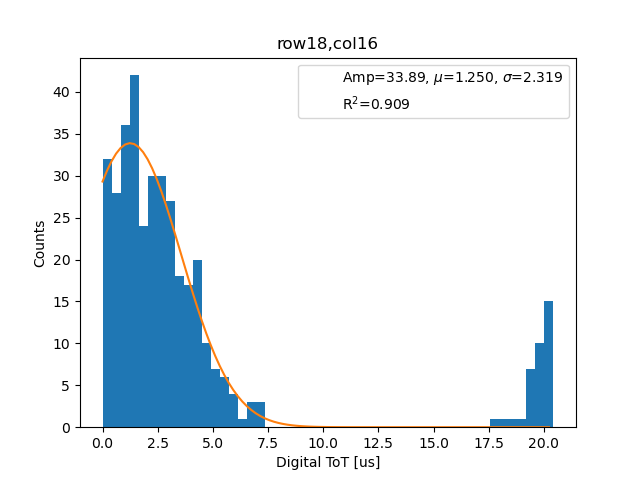 row18,col16
Amp=33.89, μ=1.250, σ=2.319
R²=0.909
Counts
40
35
30
25
20
15
10
5
0
0.0 2.5 5.0 7.5 10.0 12.5 15.0 17.5 20.0
Digital ToT [us]